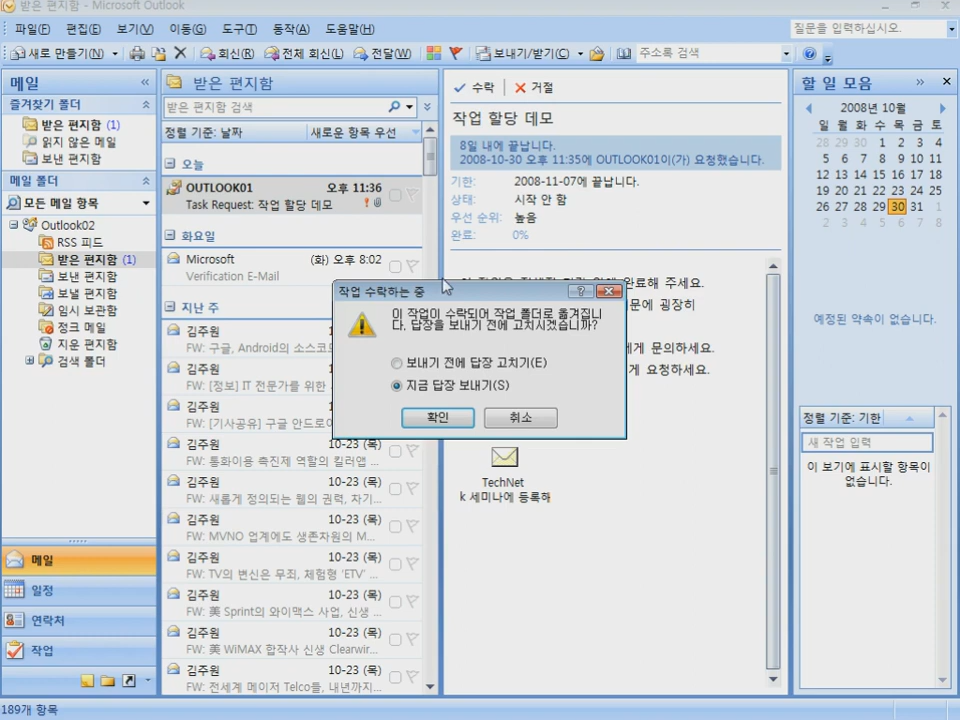 받은 편지함 - Microsoft Outlook
파일(F) 편집(E) 보기(V) 이동(G) 도구(T) 동작(A) 도움말(H) 질문을 입력하십시오.
새로 만들기(N) 회신(R) 전체 회신(L) 전달(W) 보내기/받기(C) 주소록 검색
메일
즐겨찾기 폴더
받은 편지함 (1)
읽지 않은 메일
보낸 편지함
메일 폴더
모든 메일 항목
Outlook02
RSS 피드
받은 편지함 (1)
보낸 편지함
보낼 편지함
임시 보관함
정크 메일
지운 편지함
검색 폴더
메일
일정
연락처
작업
받은 편지함
받은 편지함 검색
정렬 기준: 날짜 새로운 항목 우선
오늘
OUTLOOK01 오후 11:36
Task Request: 작업 할당 데모
화요일
Microsoft (화) 오후 8:02
Verification E-Mail
지난 주
김주원
FW: 구글, Android의 소스코드
김주원
FW: [정보] IT 전문가를 위한
김주원
FW: [기사공유] 구글 안드로이
김주원 10-23 (목)
FW: 통화이용 촉진제 역할의 킬러앱 ...
김주원 10-23 (목)
FW: 새롭게 정의되는 웹의 권력, 차기...
김주원 10-23 (목)
FW: MVNO 업계에도 생존자원의 M...
김주원 10-23 (목)
FW: TV의 변신은 무죄, 체험형 'ETV' ...
김주원 10-23 (목)
FW: 美 Sprint의 와이맥스 사업, 신생 ...
김주원 10-23 (목)
FW: 美 WiMAX 합작사 신생 Clearwir...
김주원 10-23 (목)
FW: 전세계 메이저 Telco들, 내년까지...
수락 거절
작업 할당 데모
8일 내에 끝납니다.
2008-10-30 오후 11:35에 OUTLOOK01이(가) 요청했습니다.
기한: 2008-11-07에 끝납니다.
상태: 시작 안 함
우선 순위: 높음
완료: 0%
완료해 주세요.
문에 굉장히
에게 문의하세요.
게 요청하세요.
TechNet
k 세미나에 등록해
작업 수락하는 중
이 작업이 수락되어 작업 폴더로 옮겨집니
다. 답장을 보내기 전에 고치시겠습니까?
보내기 전에 답장 고치기(E)
지금 답장 보내기(S)
확인 취소
할 일 모음
2008년 10월
일 월 화 수 목 금 토
28 29 30 1 2 3 4
5 6 7 8 9 10 11
12 13 14 15 16 17 18
19 20 21 22 23 24 25
26 27 28 29 30 31 1
2 3 4 5 6 7 8
예정된 약속이 없습니다.
정렬 기준: 기한
새 작업 입력
이 보기에 표시할 항목이
없습니다.
189개 항목